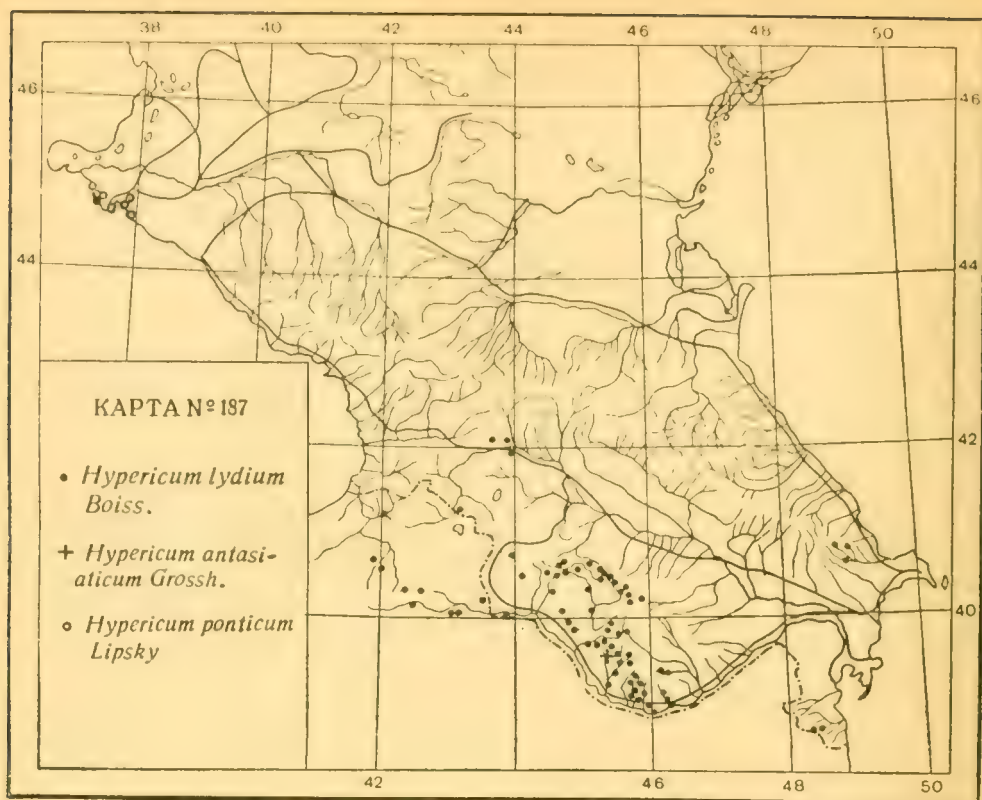 38 40 42 44 46 48 50
46 46
44 44
42
КАРТА № 187
• Hypericum lydium
Boiss.
+ Hypericum antasi-
aticum Grossh.
○ Hypericum ponticum
Lipsky
40
42 44 46 48 50